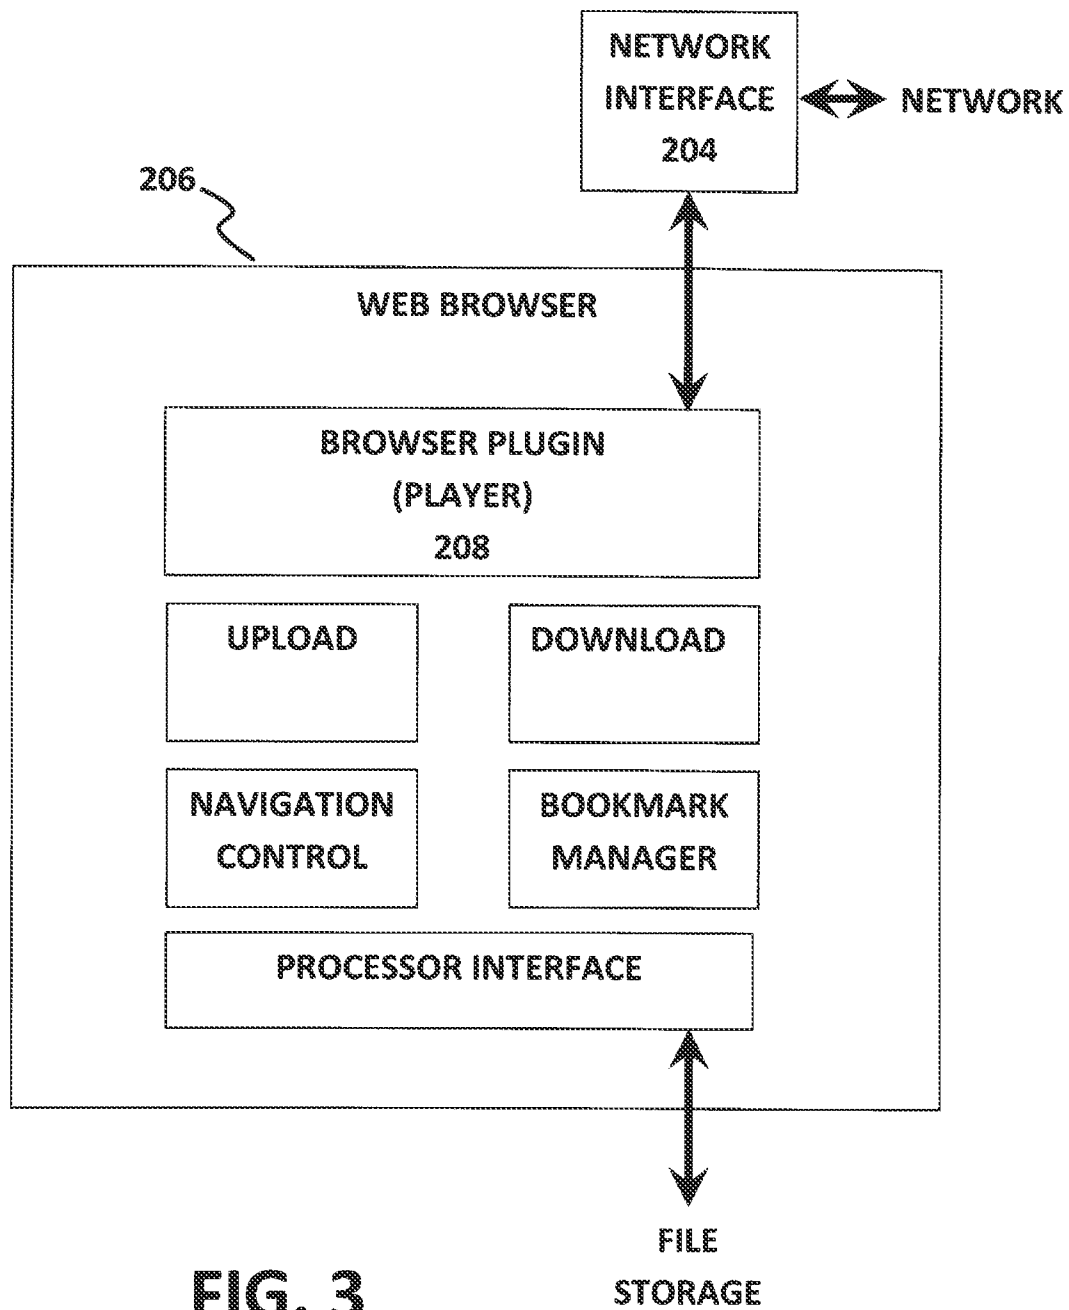 NETWORK
INTERFACE
204
NETWORK
206
WEB BROWSER
BROWSER PLUGIN
(PLAYER)
208
UPLOAD
DOWNLOAD
NAVIGATION
CONTROL
BOOKMARK
MANAGER
PROCESSOR INTERFACE
FILE
STORAGE
FIG. 3